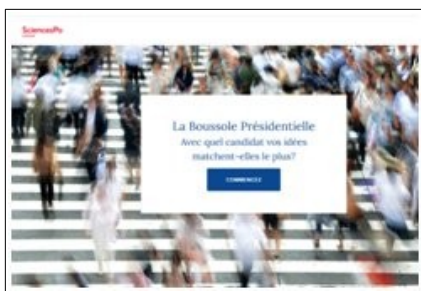 SciencesPo
La Boussole Présidentielle
Avec quel candidat vos idées
matchent-elles le plus?
COMMENCEZ